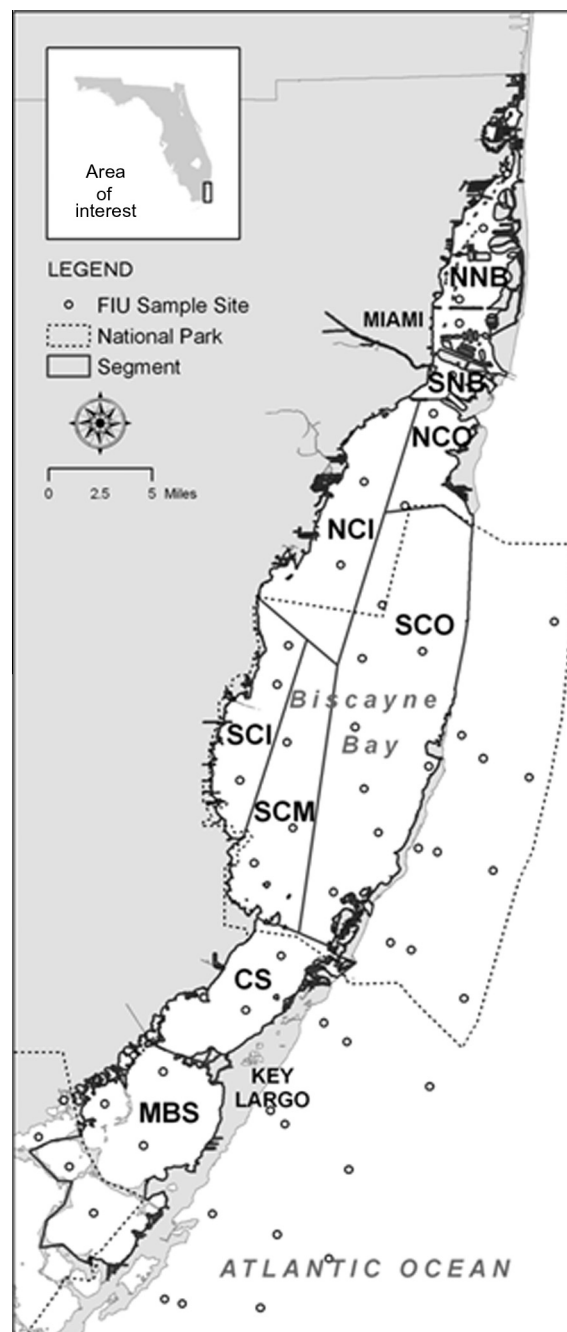 Area
of
interest
LEGEND
FIU Sample Site
National Park
Segment
0 2.5 5 Miles
NNB
MIAMI
SNB
NCO
NCI
SCO
Biscayne
Bay
SCI
SCM
CS
KEY
LARGO
MBS
ATLANTIC OCEAN